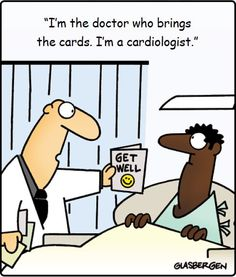 “I'm the doctor who brings
the cards. I'm a cardiologist.”
GET
WELL
GLASBERGEN